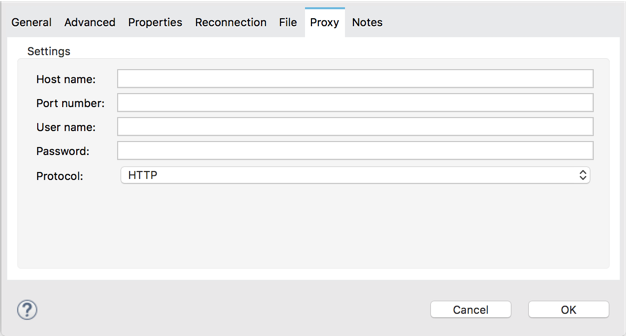 General Advanced Properties Reconnection File Proxy Notes
Settings
Host name:
Port number:
User name:
Password:
Protocol: HTTP
? Cancel OK